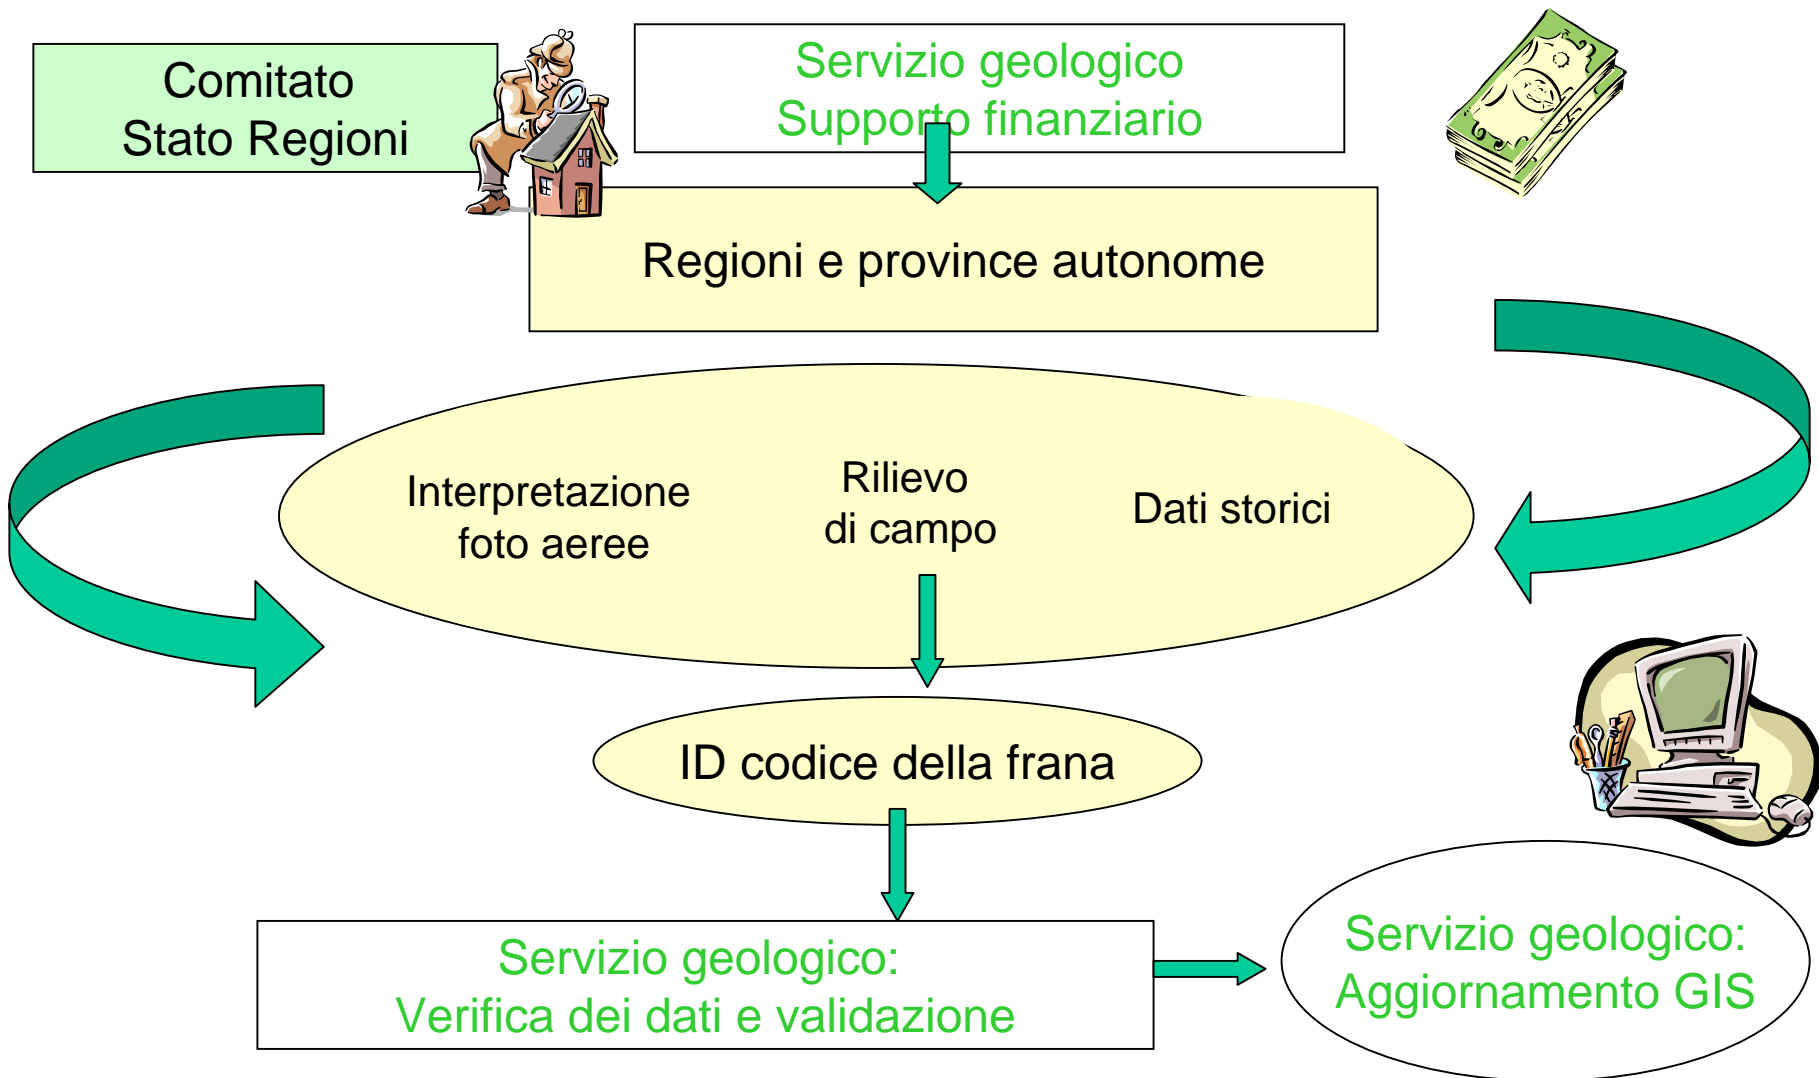 Comitato
Stato Regioni
Servizio geologico
Supporto finanziario
Regioni e province autonome
Interpretazione
foto aeree
Rilievo
di campo
Dati storici
ID codice della frana
Servizio geologico:
Verifica dei dati e validazione
Servizio geologico:
Aggiornamento GIS